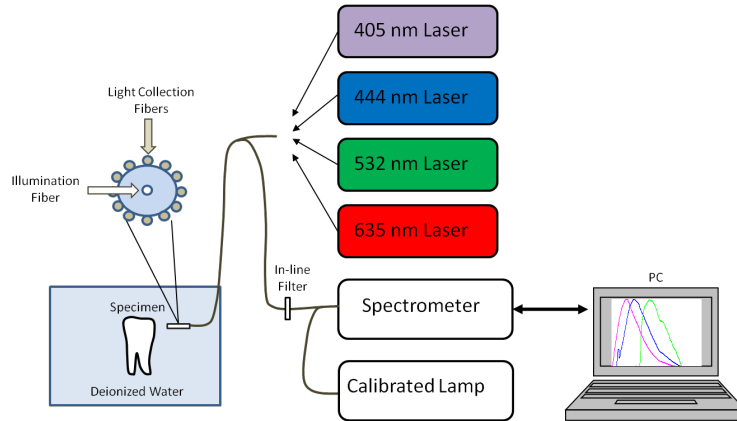 405 nm Laser
444 nm Laser
532 nm Laser
635 nm Laser
Light Collection
Fibers
Illumination
Fiber
In-line
Filter
Specimen
Deionized Water
Spectrometer
Calibrated Lamp
PC